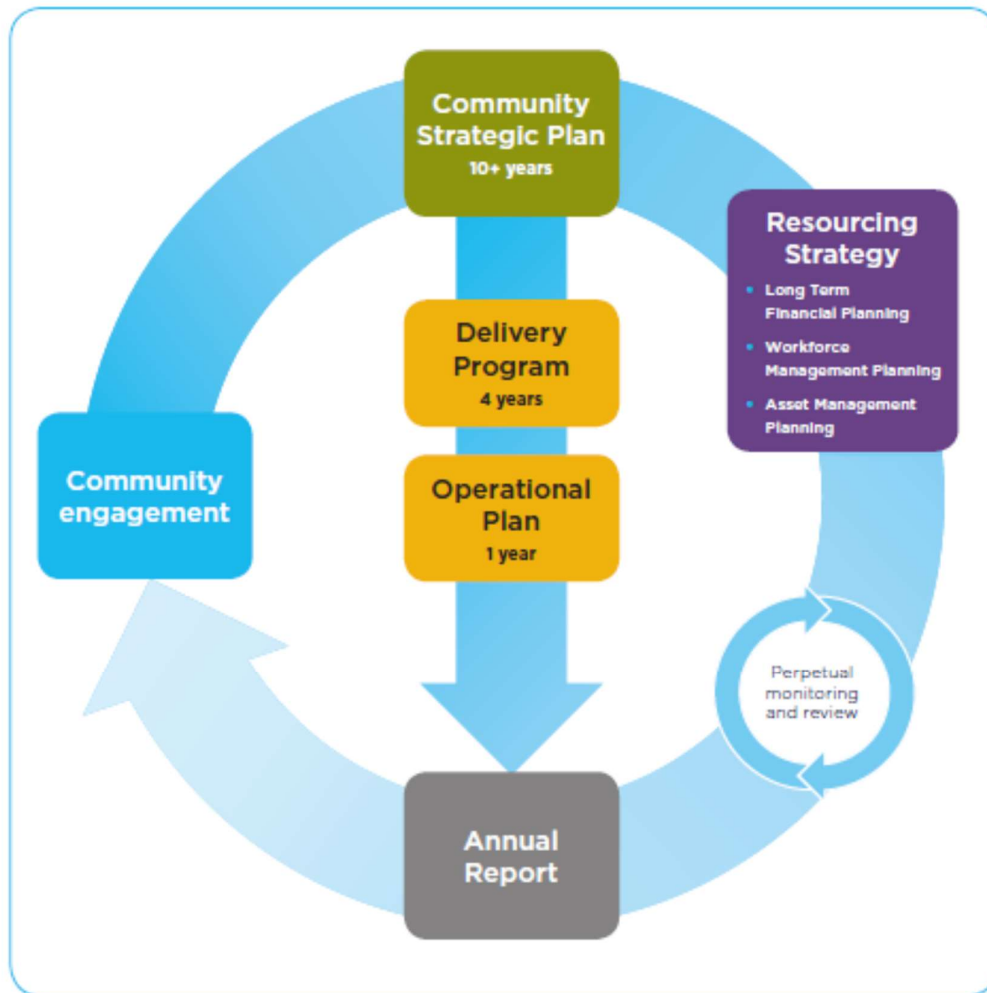 Community
Strategic Plan
10+ years
Resourcing
Strategy
• Long Term
Financial Planning
• Workforce
Management Planning
• Asset Management
Planning
Delivery
Program
4 years
Operational
Plan
1 year
Community
engagement
Perpetual
monitoring
and review
Annual
Report